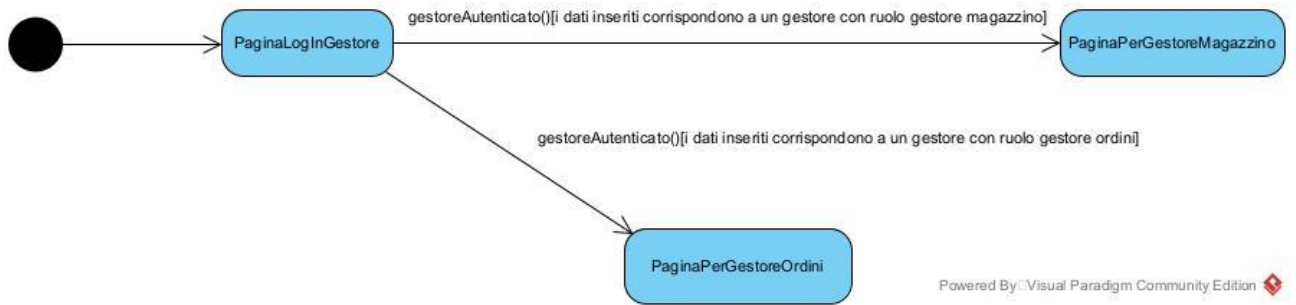 gestoreAutenticato()[i dati inseriti corrispondono a un gestore con ruolo gestore magazzino]
PaginaLogInGestore
PaginaPerGestoreMagazzino
gestoreAutenticato()[i dati inseriti corrispondono a un gestore con ruolo gestore ordini]
PaginaPerGestoreOrdini
Powered By Visual Paradigm Community Edition